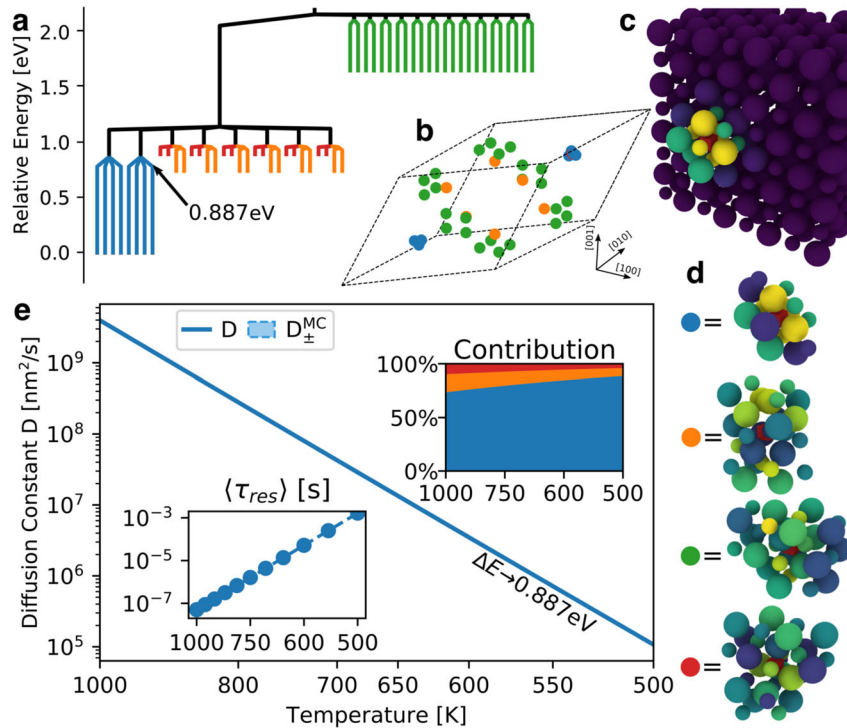 a
Relative Energy [eV]
2.0
1.5
1.0
0.5
0.0
0.887eV
b
[001]
[010]
[100]
c
d
=
=
=
=
e
Diffusion Constant D [nm²/s]
10⁹
10⁸
10⁷
10⁶
10⁵
D
D±^MC
Contribution
100%
50%
0%
1000
750
500
⟨τ_res⟩ [s]
10⁻³
10⁻⁵
10⁻⁷
1000
750
600
500
ΔE→0.887eV
1000
800
700
650
600
550
500
Temperature [K]